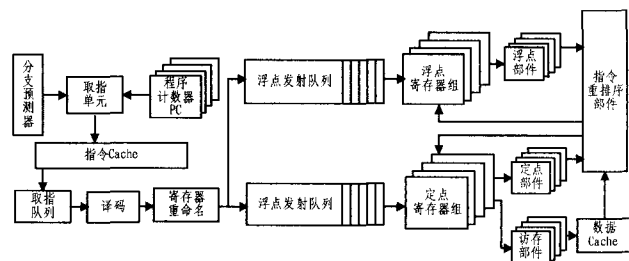 分支预测器
取指
单元
程序
计数器
PC
指令Cache
取指
队列
译码
寄存器
重命名
浮点发射队列
浮点
寄存器组
浮点
部件
指令
重排序
部件
浮点发射队列
定点
寄存器组
定点
部件
访存
部件
数据
Cache